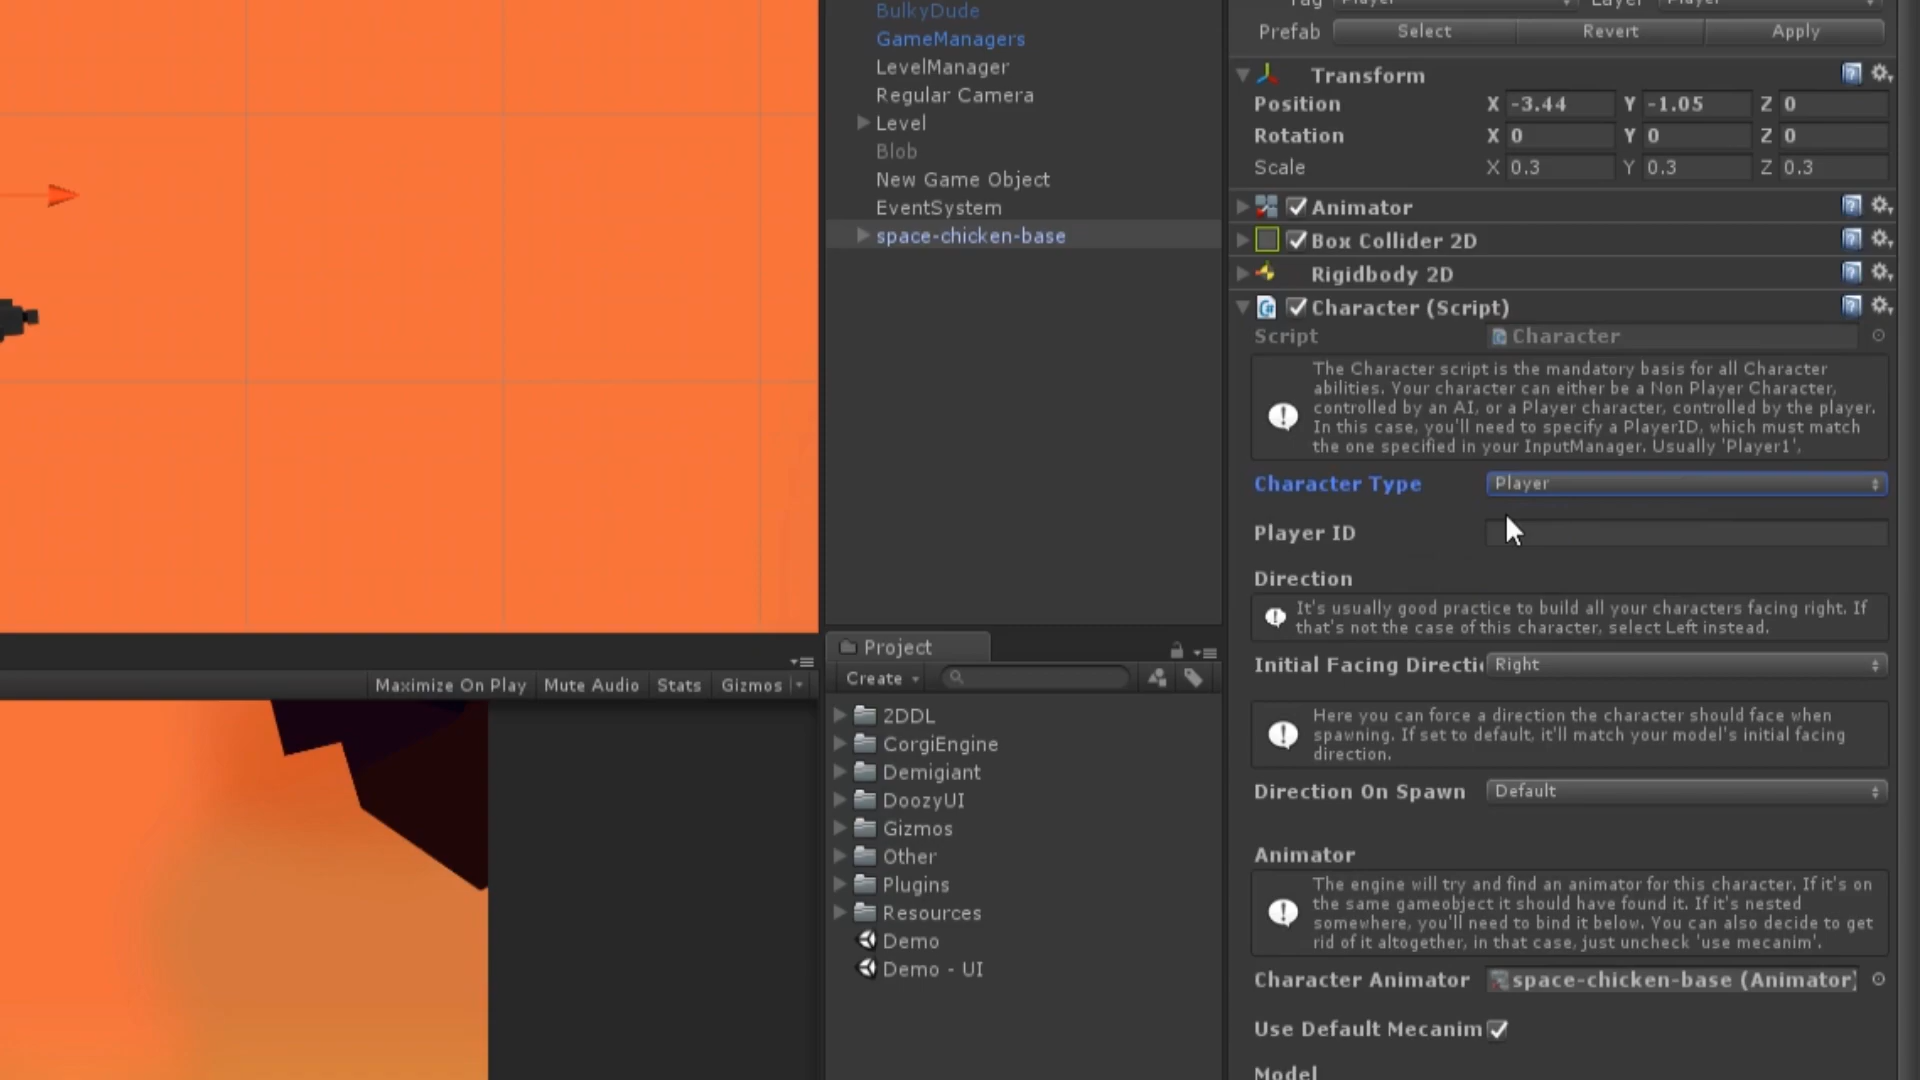 BulkyDude
GameManagers
LevelManager
Regular Camera
Level
Blob
New Game Object
EventSystem
space-chicken-base
Maximize On Play Mute Audio Stats Gizmos
Project
Create
2DDL
CorgiEngine
Demigiant
DoozyUI
Gizmos
Other
Plugins
Resources
Demo
Demo - UI
Tag Player Layer Player
Prefab Select Revert Apply
Transform
Position X -3.44 Y -1.05 Z 0
Rotation X 0 Y 0 Z 0
Scale X 0.3 Y 0.3 Z 0.3
Animator
Box Collider 2D
Rigidbody 2D
Character (Script)
Script Character
The Character script is the mandatory basis for all Character
abilities. Your character can either be a Non Player Character,
controlled by an AI, or a Player character, controlled by the player.
In this case, you'll need to specify a PlayerID, which must match
the one specified in your InputManager. Usually 'Player1',
Character Type Player
Player ID
Direction
It's usually good practice to build all your characters facing right. If
that's not the case of this character, select Left instead.
Initial Facing Directi Right
Here you can force a direction the character should face when
spawning. If set to default, it'll match your model's initial facing
direction.
Direction On Spawn Default
Animator
The engine will try and find an animator for this character. If it's on
the same gameobject it should have found it. If it's nested
somewhere, you'll need to bind it below. You can also decide to get
rid of it altogether, in that case, just uncheck 'use mecanim'.
Character Animator space-chicken-base (Animator)
Use Default Mecanim
Model